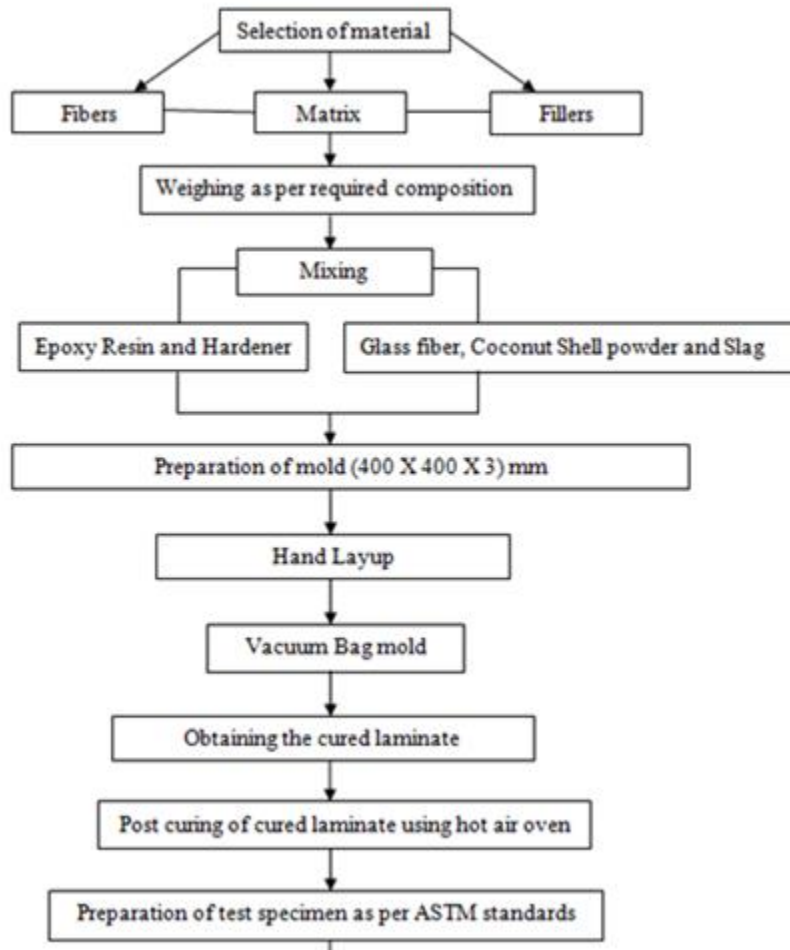 Selection of material
Fibers
Matrix
Fillers
Weighing as per required composition
Mixing
Epoxy Resin and Hardener
Glass fiber, Coconut Shell powder and Slag
Preparation of mold (400 X 400 X 3) mm
Hand Layup
Vacuum Bag mold
Obtaining the cured laminate
Post curing of cured laminate using hot air oven
Preparation of test specimen as per ASTM standards